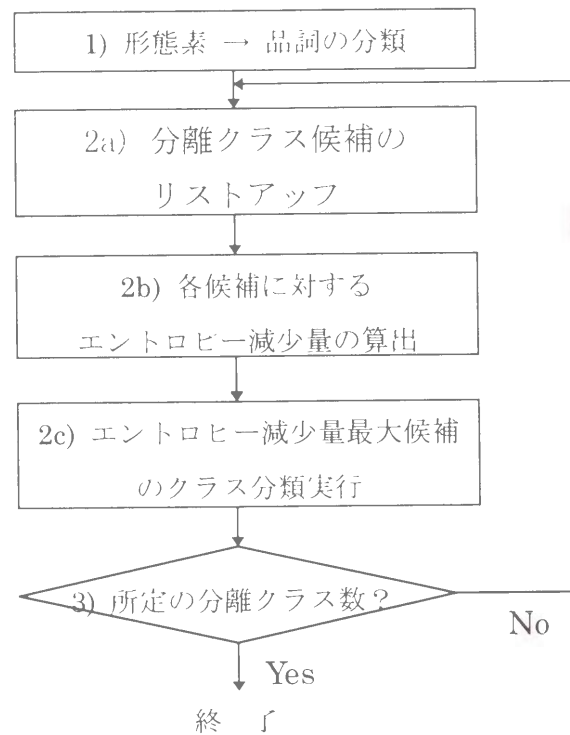 1) 形態素 → 品詞の分類
2a) 分離クラス候補の
リストアップ
2b) 各候補に対する
エントロピー減少量の算出
2c) エントロピー減少量最大候補
のクラス分類実行
3) 所定の分離クラス数？
No
Yes
終 了